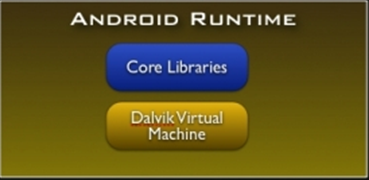 ANDROID RUNTIME
Core Libraries
Dalvik Virtual
Machine